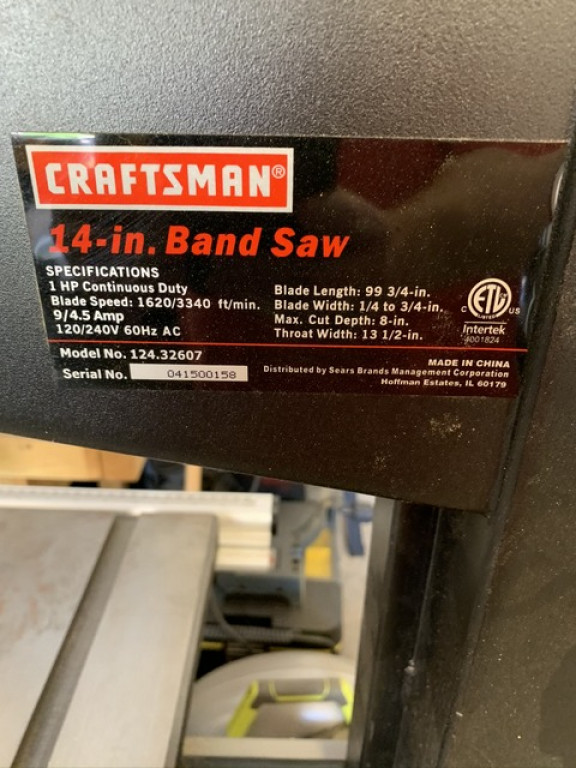 CRAFTSMAN®
14-in. Band Saw
SPECIFICATIONS
1 HP Continuous Duty
Blade Speed: 1620/3340 ft/min.
9/4.5 Amp
120/240V 60Hz AC
Blade Length: 99 3/4-in.
Blade Width: 1/4 to 3/4-in.
Max. Cut Depth: 8-in.
Throat Width: 13 1/2-in.
C ETL US
LISTED
Intertek
4001824
Model No. 124.32607
Serial No. 041500158
MADE IN CHINA
Distributed by Sears Brands Management Corporation
Hoffman Estates, IL 60179